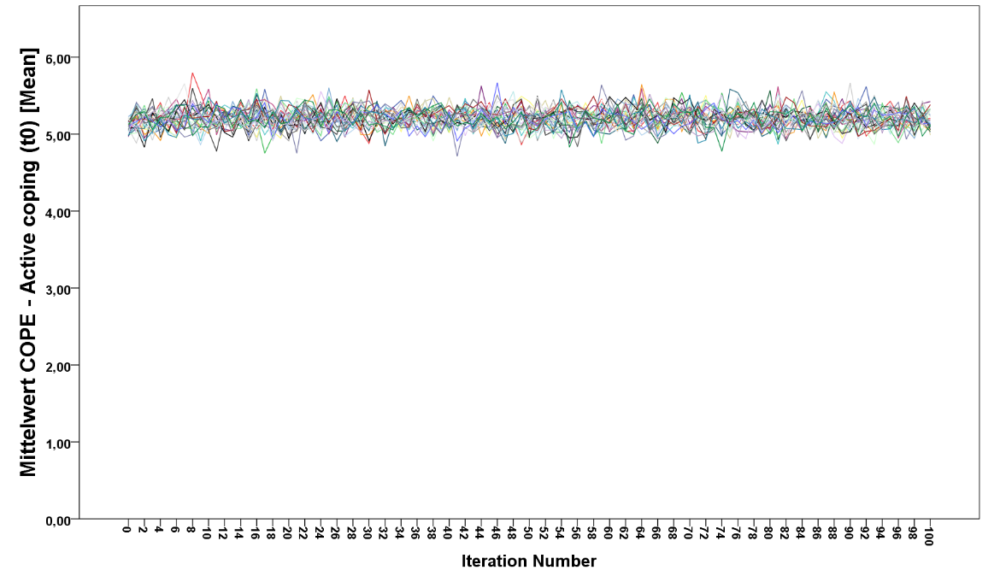 Mittelwert COPE - Active coping (t0) [Mean]
6,00
5,00
4,00
3,00
2,00
1,00
0,00
0 2 4 6 8 10 12 14 16 18 20 22 24 26 28 30 32 34 36 38 40 42 44 46 48 50 52 54 56 58 60 62 64 66 68 70 72 74 76 78 80 82 84 86 88 90 92 94 96 98 100
Iteration Number